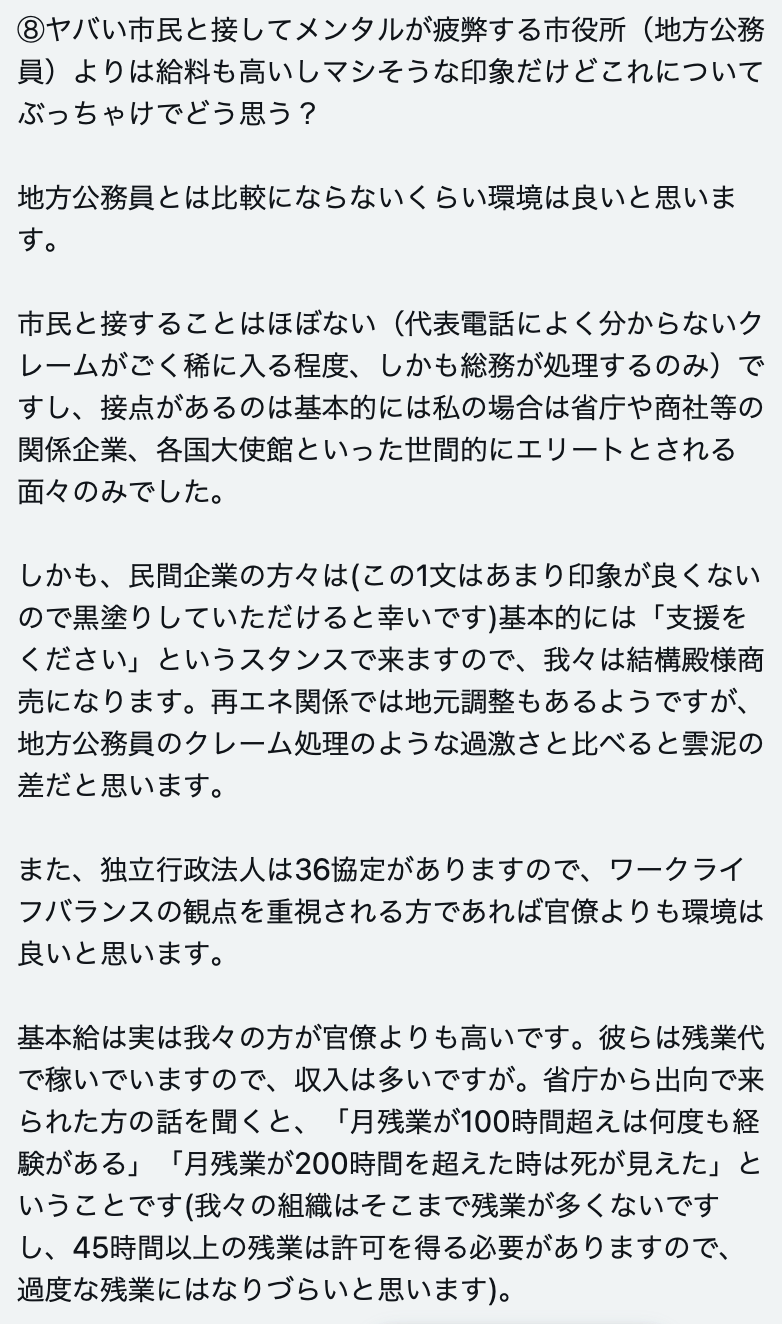 ⑧ヤバい市民と接してメンタルが疲弊する市役所（地方公務
員）よりは給料も高いしマシそうな印象だけどこれについて
ぶっちゃけでどう思う？
地方公務員とは比較にならないくらい環境は良いと思いま
す。
市民と接することはほぼない（代表電話によく分からないク
レームがごく稀に入る程度、しかも総務が処理するのみ）で
すし、接点があるのは基本的には私の場合は省庁や商社等の
関係企業、各国大使館といった世間的にエリートとされる
面々のみでした。
しかも、民間企業の方々は(この1文はあまり印象が良くない
ので黒塗りしていただけると幸いです)基本的には「支援を
ください」というスタンスで来ますので、我々は結構殿様商
売になります。再エネ関係では地元調整もあるようですが、
地方公務員のクレーム処理のような過激さと比べると雲泥の
差だと思います。
また、独立行政法人は36協定がありますので、ワークライ
フバランスの観点を重視される方であれば官僚よりも環境は
良いと思います。
基本給は実は我々の方が官僚よりも高いです。彼らは残業代
で稼いでいますので、収入は多いですが。省庁から出向で来
られた方の話を聞くと、「月残業が100時間超えは何度も経
験がある」「月残業が200時間を超えた時は死が見えた」と
いうことです(我々の組織はそこまで残業が多くないです
し、45時間以上の残業は許可を得る必要がありますので、
過度な残業にはなりづらいと思います)。